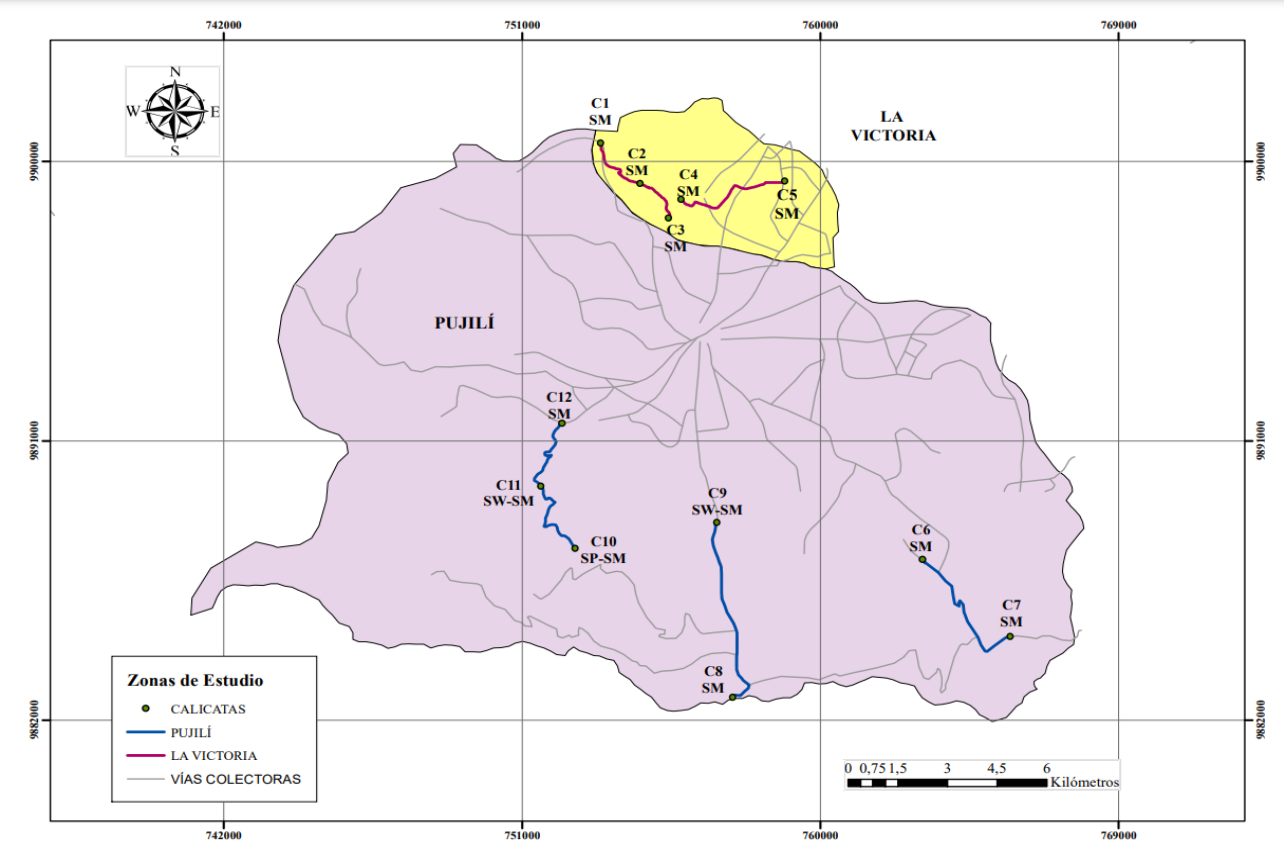 742000
751000
760000
769000
N
W
E
S
9900000
9900000
LA
VICTORIA
C1
SM
C2
SM
C4
SM
C5
SM
C3
SM
PUJILÍ
C12
SM
9891000
9891000
C11
SW-SM
C9
SW-SM
C10
SP-SM
C6
SM
C7
SM
C8
SM
Zonas de Estudio
CALICATAS
PUJILÍ
LA VICTORIA
VÍAS COLECTORAS
9882000
9882000
0 0,75 1,5 3 4,5 6
Kilómetros
742000
751000
760000
769000